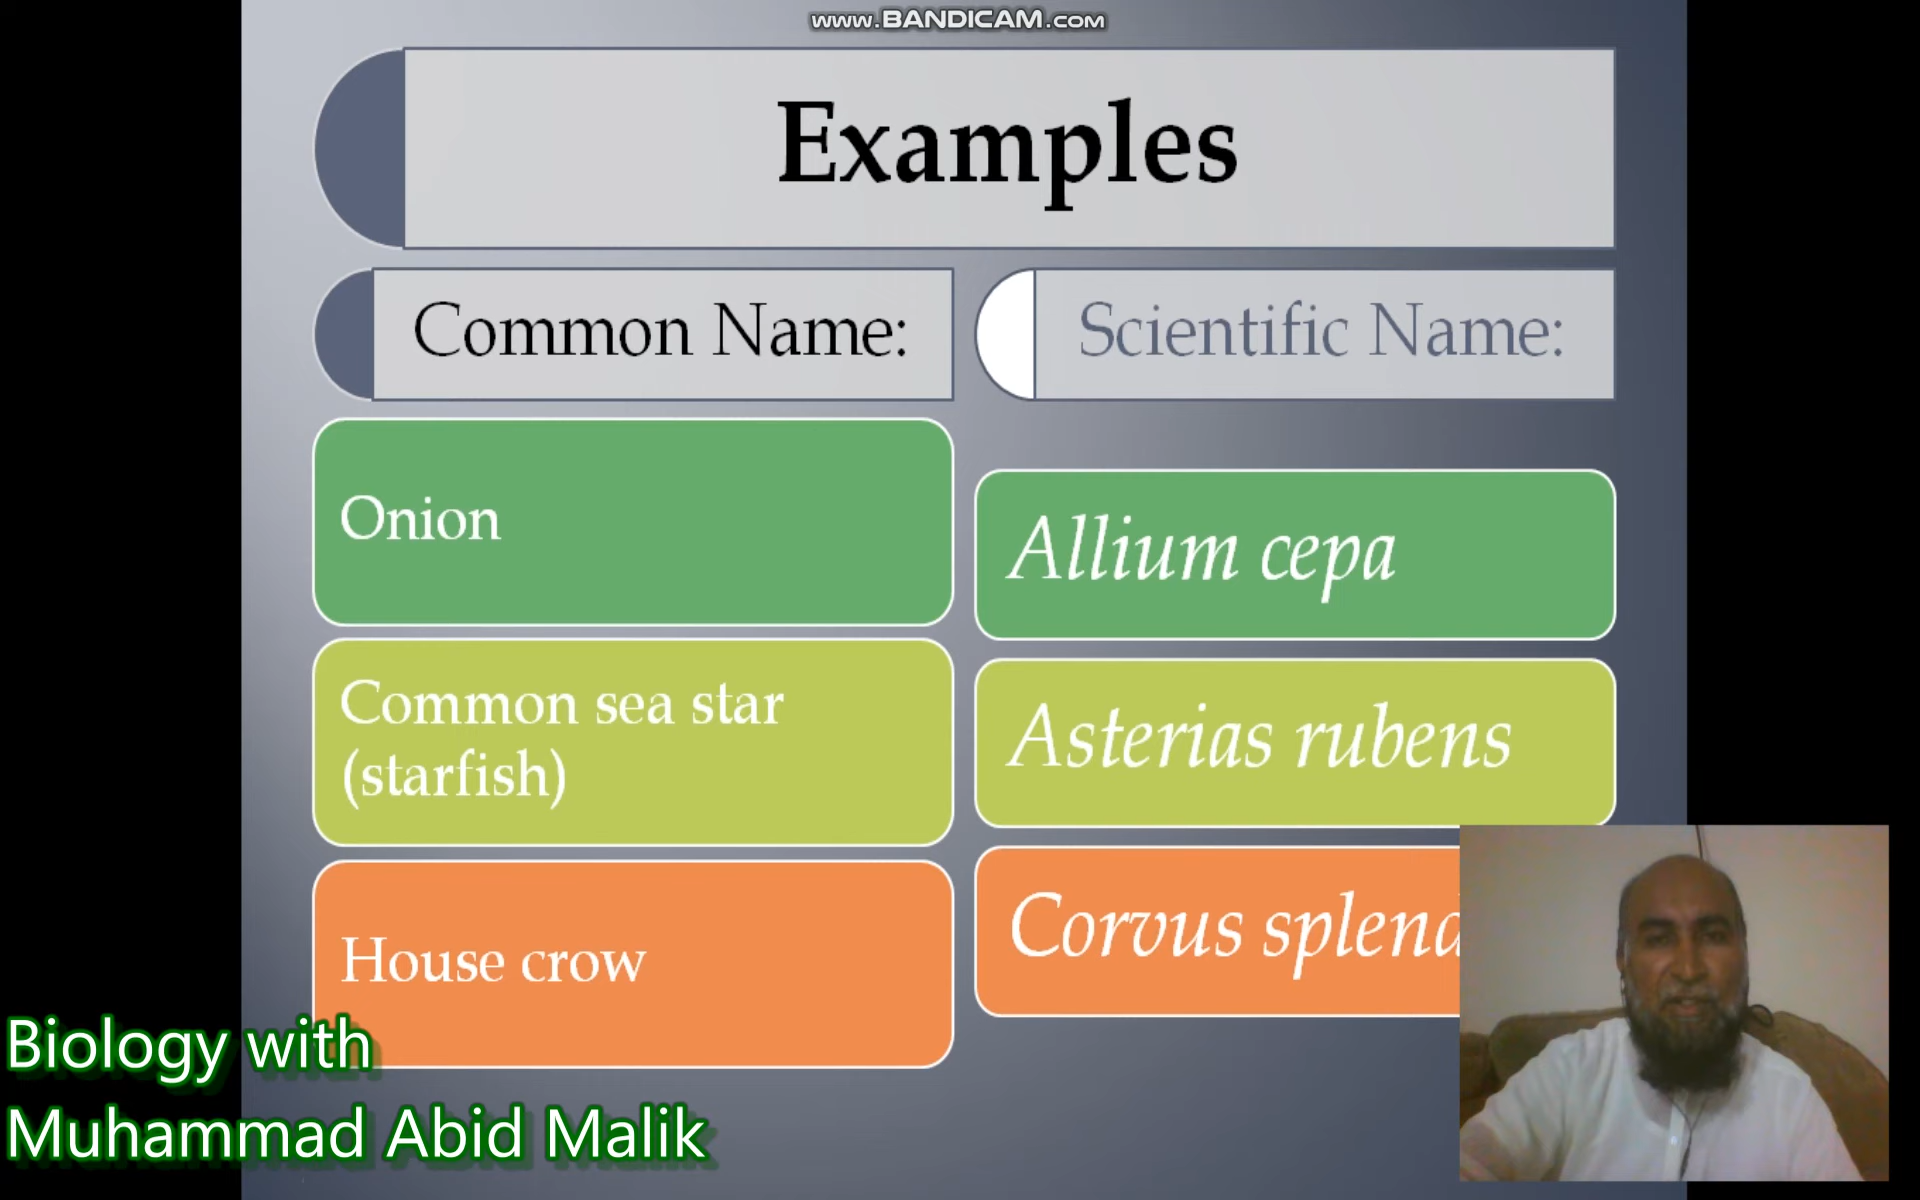 www.BANDICAM.com
Examples
Common Name:
Scientific Name:
Onion
Allium cepa
Common sea star
(starfish)
Asterias rubens
House crow
Corvus
Biology with
Muhammad Abid Malik